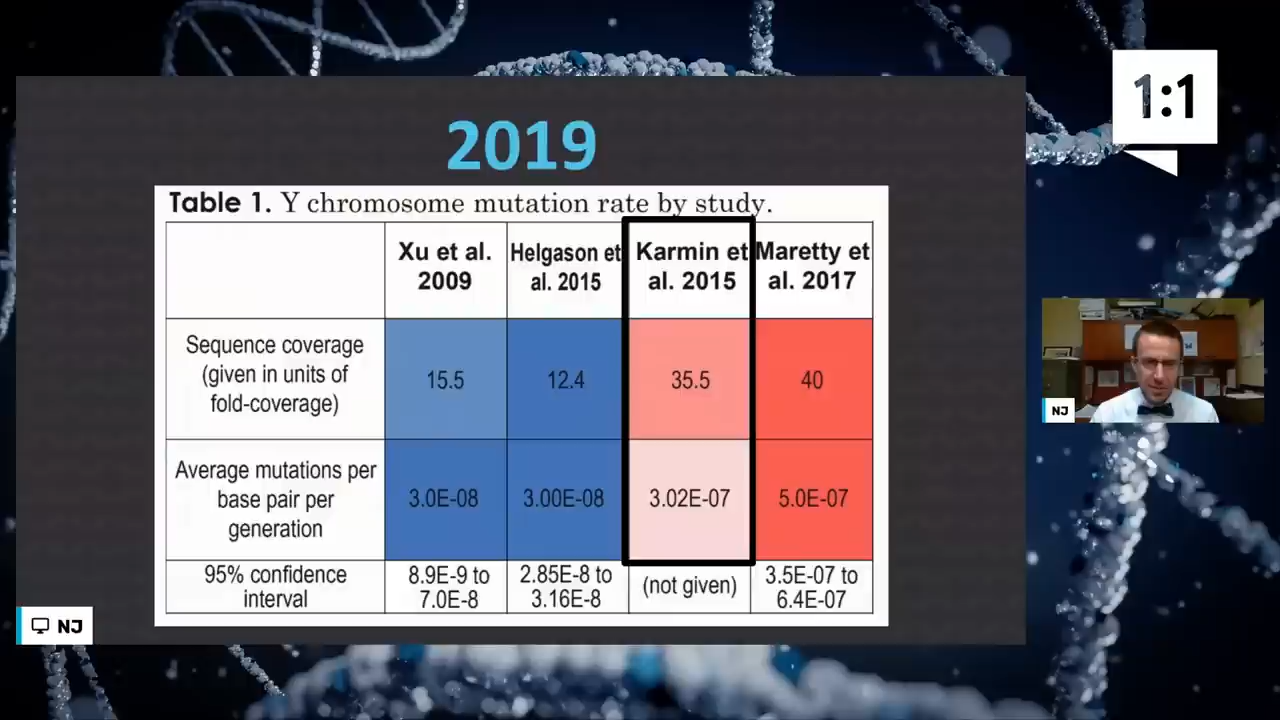 1:1
2019
Table 1. Y chromosome mutation rate by study.
Xu et al. 2009
Helgason et al. 2015
Karmin et al. 2015
Maretty et al. 2017
Sequence coverage
(given in units of
fold-coverage)
15.5
12.4
35.5
40
Average mutations per
base pair per
generation
3.0E-08
3.00E-08
3.02E-07
5.0E-07
95% confidence
interval
8.9E-9 to
7.0E-8
2.85E-8 to
3.16E-8
(not given)
3.5E-07 to
6.4E-07
NJ
NJ